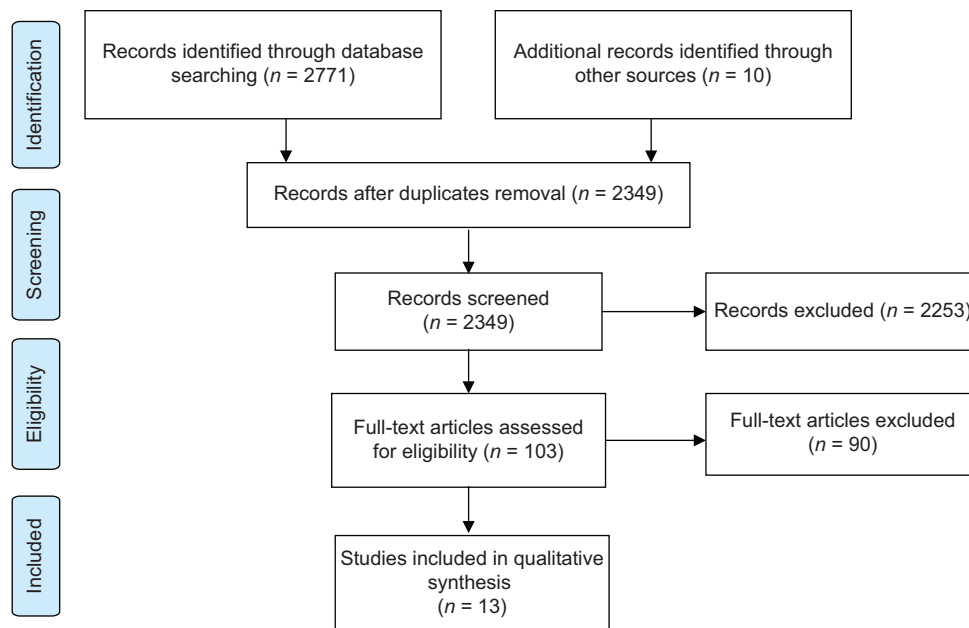 Identification
Records identified through database
searching (n = 2771)
Additional records identified through
other sources (n = 10)
Records after duplicates removal (n = 2349)
Screening
Records screened
(n = 2349)
Records excluded (n = 2253)
Eligibility
Full-text articles assessed
for eligibility (n = 103)
Full-text articles excluded
(n = 90)
Included
Studies included in qualitative
synthesis
(n = 13)